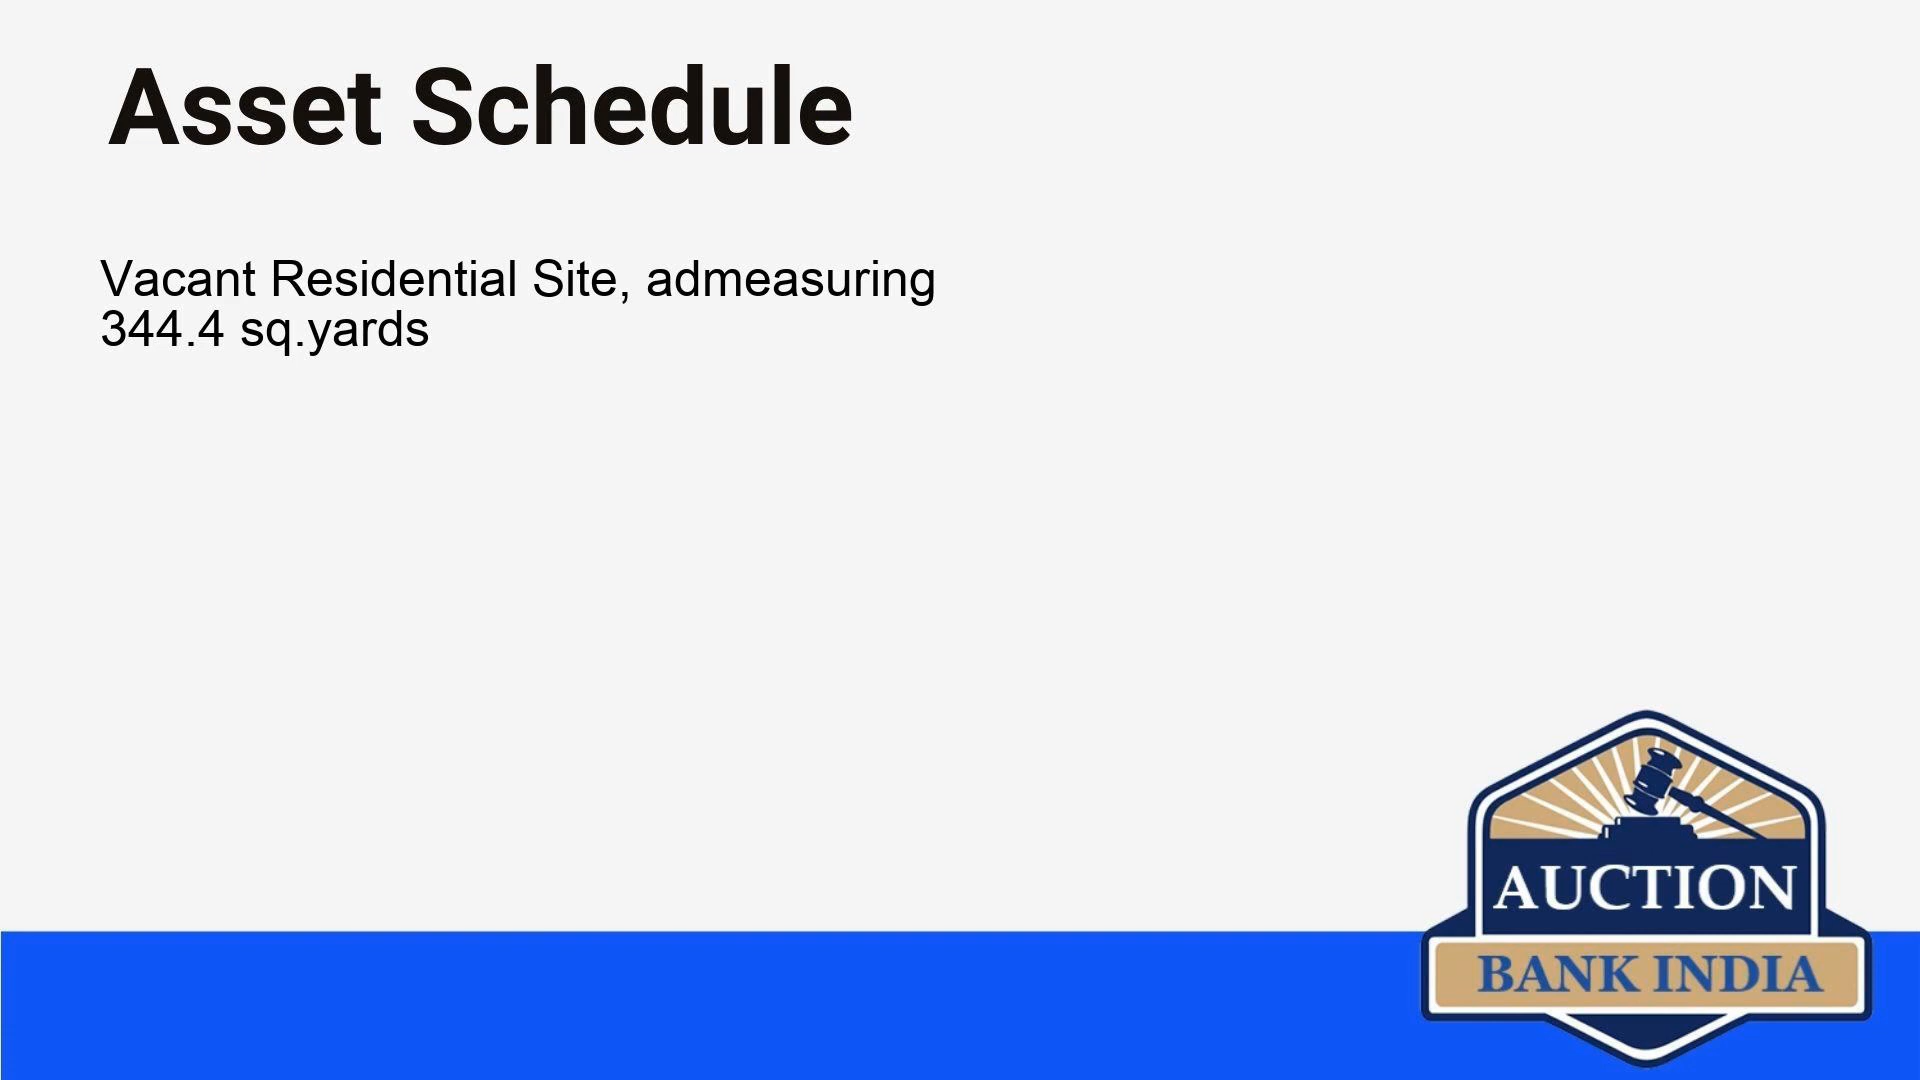 Asset Schedule
Vacant Residential Site, admeasuring
344.4 sq.yards
AUCTION
BANK INDIA